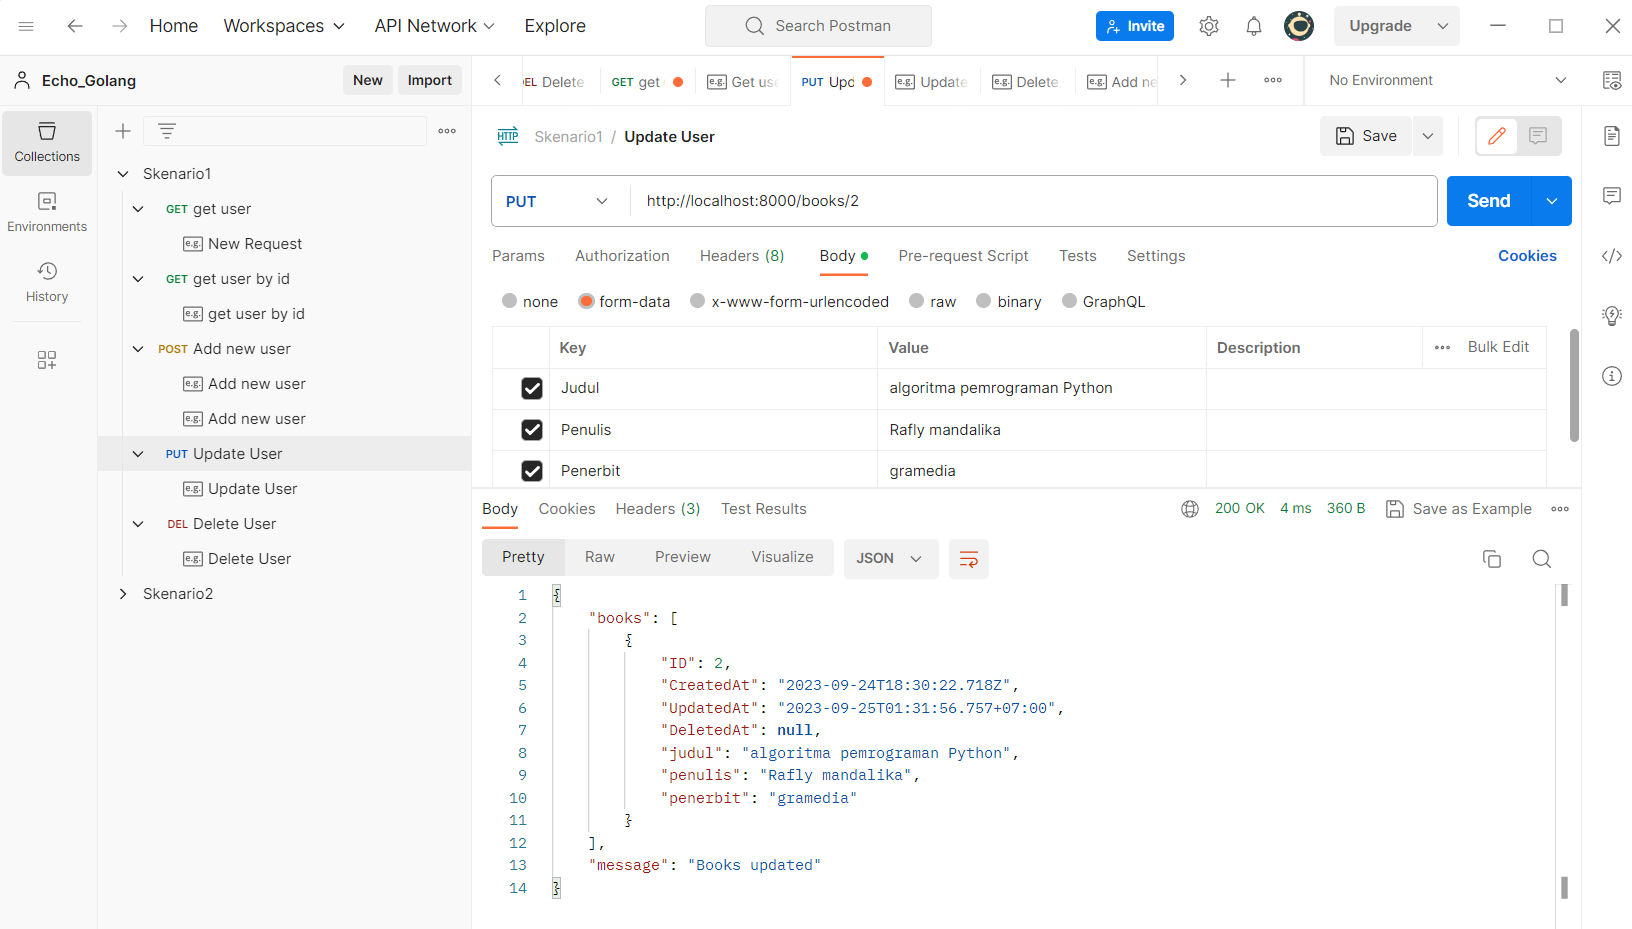 Home Workspaces API Network Explore Search Postman Invite Upgrade
Echo_Golang New Import DEL Delete GET get e.g. Get use PUT Upd e.g. Update e.g. Delete e.g. Add ne No Environment
Collections
Environments
History
Skenario1
GET get user
e.g. New Request
GET get user by id
e.g. get user by id
POST Add new user
e.g. Add new user
e.g. Add new user
PUT Update User
e.g. Update User
DEL Delete User
e.g. Delete User
Skenario2
HTTP Skenario1 / Update User Save
PUT http://localhost:8000/books/2 Send
Params Authorization Headers (8) Body Pre-request Script Tests Settings Cookies
none form-data x-www-form-urlencoded raw binary GraphQL
Key Value Description Bulk Edit
Judul algoritma pemrograman Python
Penulis Rafly mandalika
Penerbit gramedia
Body Cookies Headers (3) Test Results 200 OK 4 ms 360 B Save as Example
Pretty Raw Preview Visualize JSON
1 {
2 "books": [
3 {
4 "ID": 2,
5 "CreatedAt": "2023-09-24T18:30:22.718Z",
6 "UpdatedAt": "2023-09-25T01:31:56.757+07:00",
7 "DeletedAt": null,
8 "judul": "algoritma pemrograman Python",
9 "penulis": "Rafly mandalika",
10 "penerbit": "gramedia"
11 }
12 ],
13 "message": "Books updated"
14 }